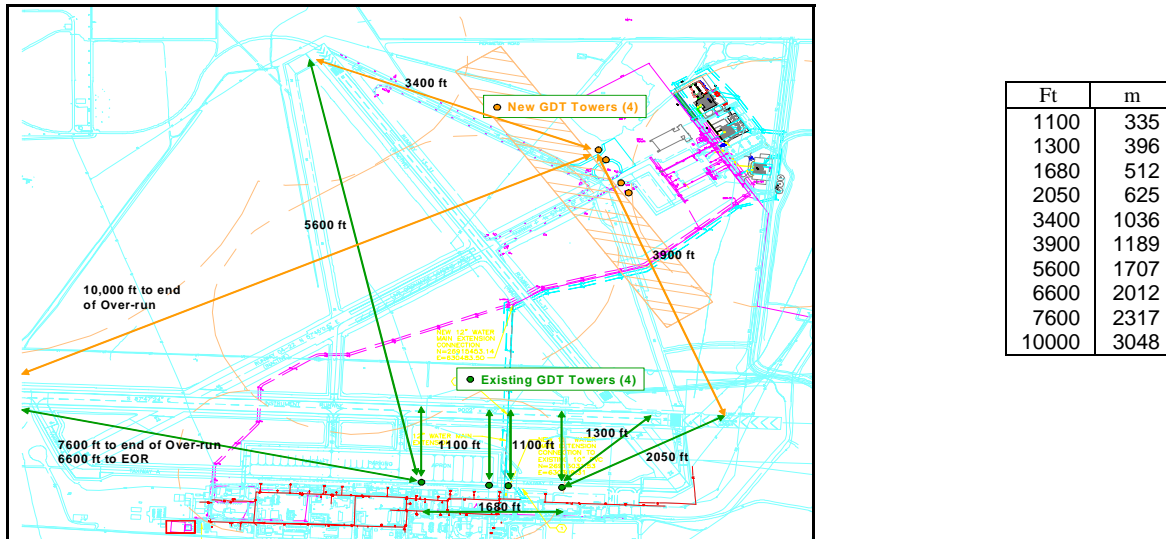 3400 ft
New GDT Towers (4)
5600 ft
3900 ft
10,000 ft to end
of Over-run
Existing GDT Towers (4)
7600 ft to end of Over-run
6600 ft to EOR
1100 ft
1100 ft
1300 ft
2050 ft
1680 ft
Ft m
1100 335
1300 396
1680 512
2050 625
3400 1036
3900 1189
5600 1707
6600 2012
7600 2317
10000 3048